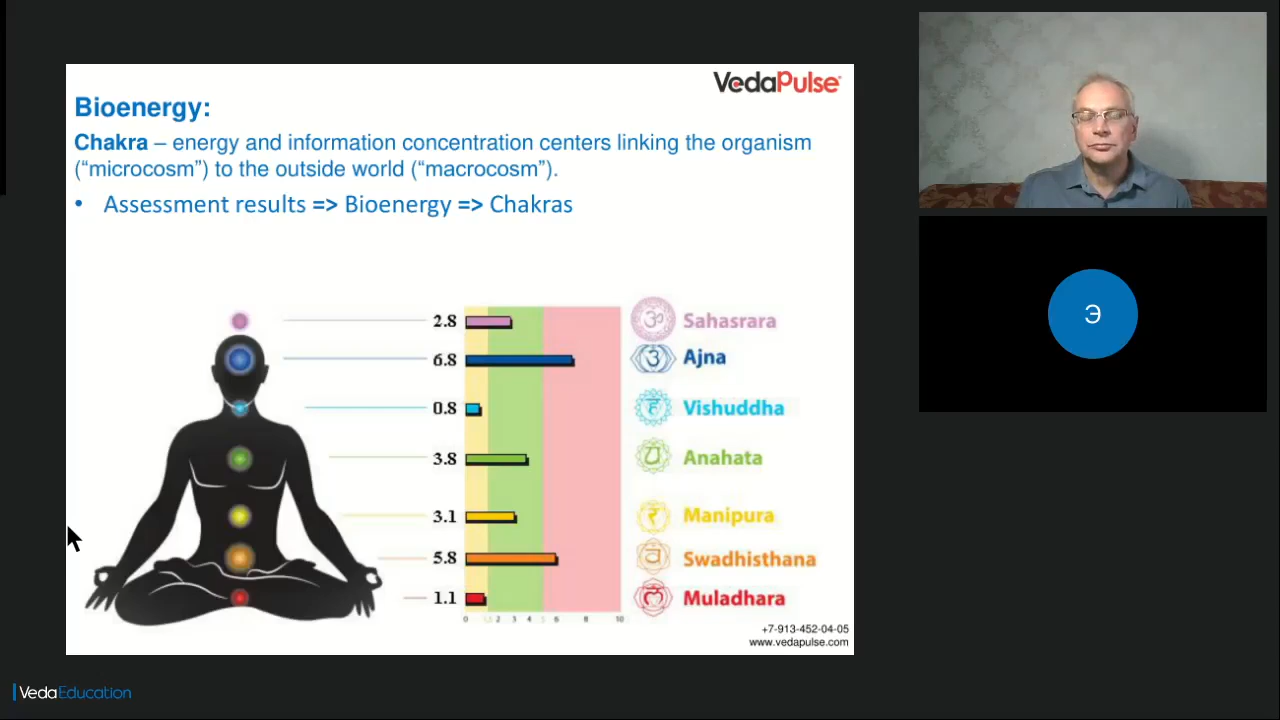 VedaPulse
Bioenergy:
Chakra – energy and information concentration centers linking the organism
(“microcosm”) to the outside world (“macrocosm”).
• Assessment results => Bioenergy => Chakras
2.8 ॐ Sahasrara
6.8 Ajna
0.8 हं Vishuddha
3.8 Anahata
3.1 Manipura
5.8 Swadhisthana
1.1 Muladhara
0 1.5 2 3 4 5 6 8 10
+7-913-452-04-05
www.vedapulse.com
Э
VedaEducation